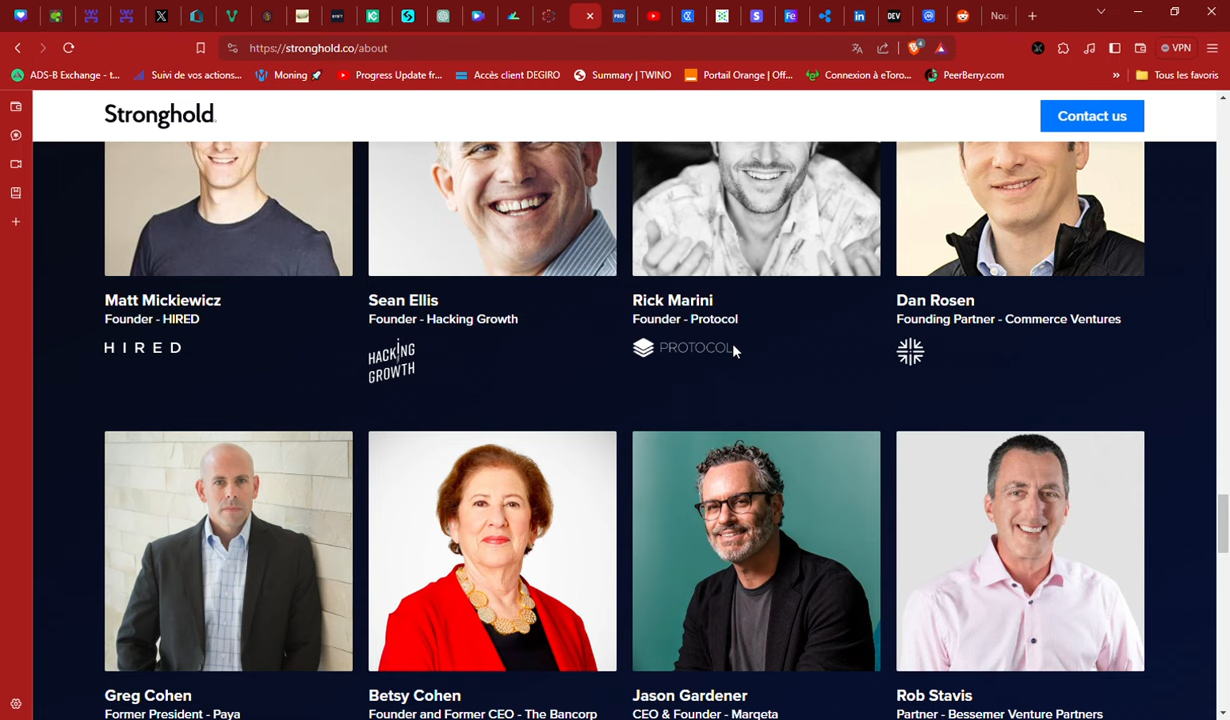 Nou
https://stronghold.co/about
VPN
ADS-B Exchange - t...
Suivi de vos actions...
Moning
Progress Update fr...
Accès client DEGIRO
Summary | TWINO
Portail Orange | Off...
Connexion à eToro...
PeerBerry.com
»
Tous les favoris
Stronghold
Contact us
Matt Mickiewicz
Sean Ellis
Rick Marini
Dan Rosen
Founder - HIRED
Founder - Hacking Growth
Founder - Protocol
Founding Partner - Commerce Ventures
HIRED
HACKING
GROWTH
PROTOCOL
Greg Cohen
Betsy Cohen
Jason Gardener
Rob Stavis
Former President - Paya
Founder and Former CEO - The Bancorp
CEO & Founder - Marqeta
Partner - Bessemer Venture Partners